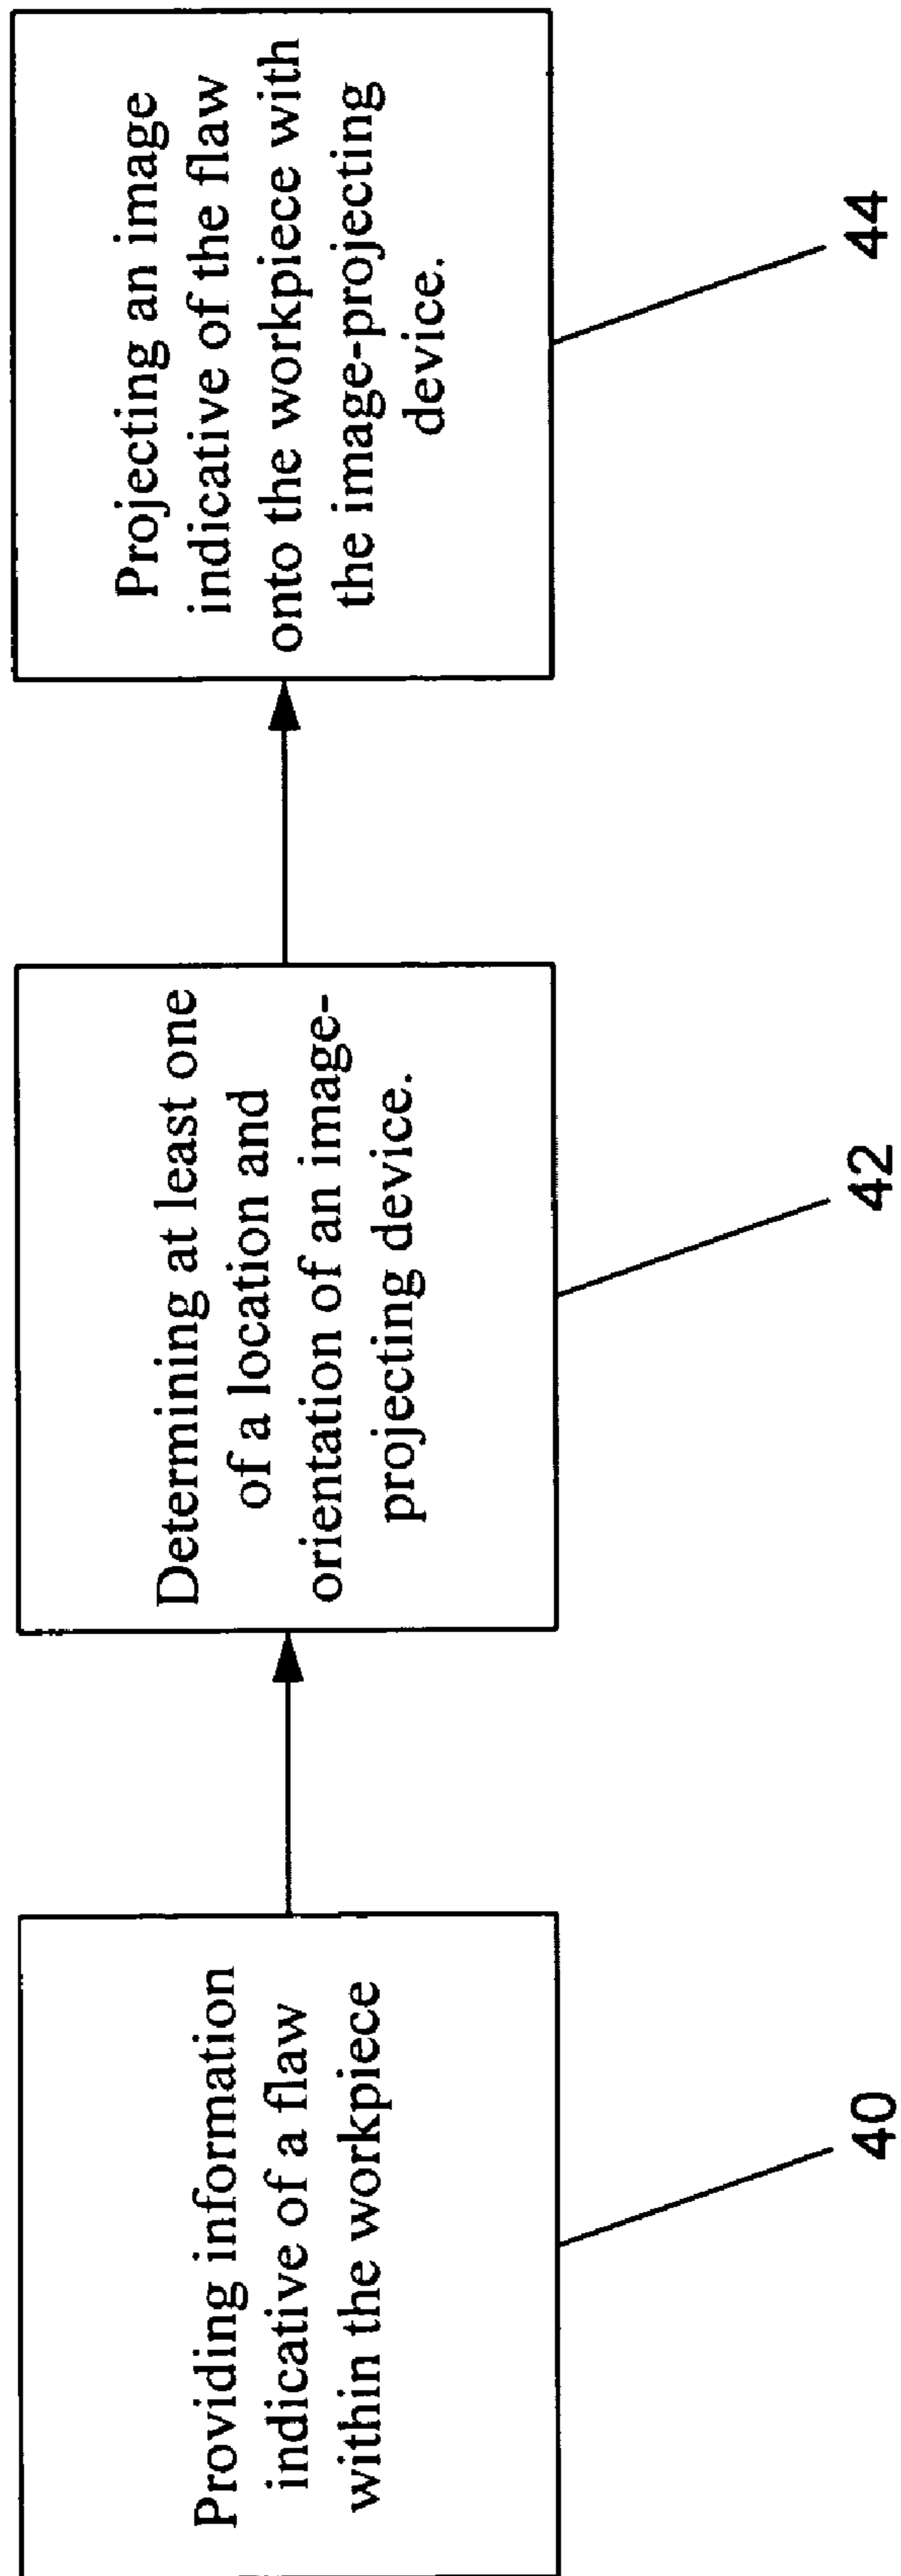 Providing information
indicative of a flaw
within the workpiece
40
Determining at least one
of a location and
orientation of an image-
projecting device.
42
Projecting an image
indicative of the flaw
onto the workpiece with
the image-projecting
device.
44